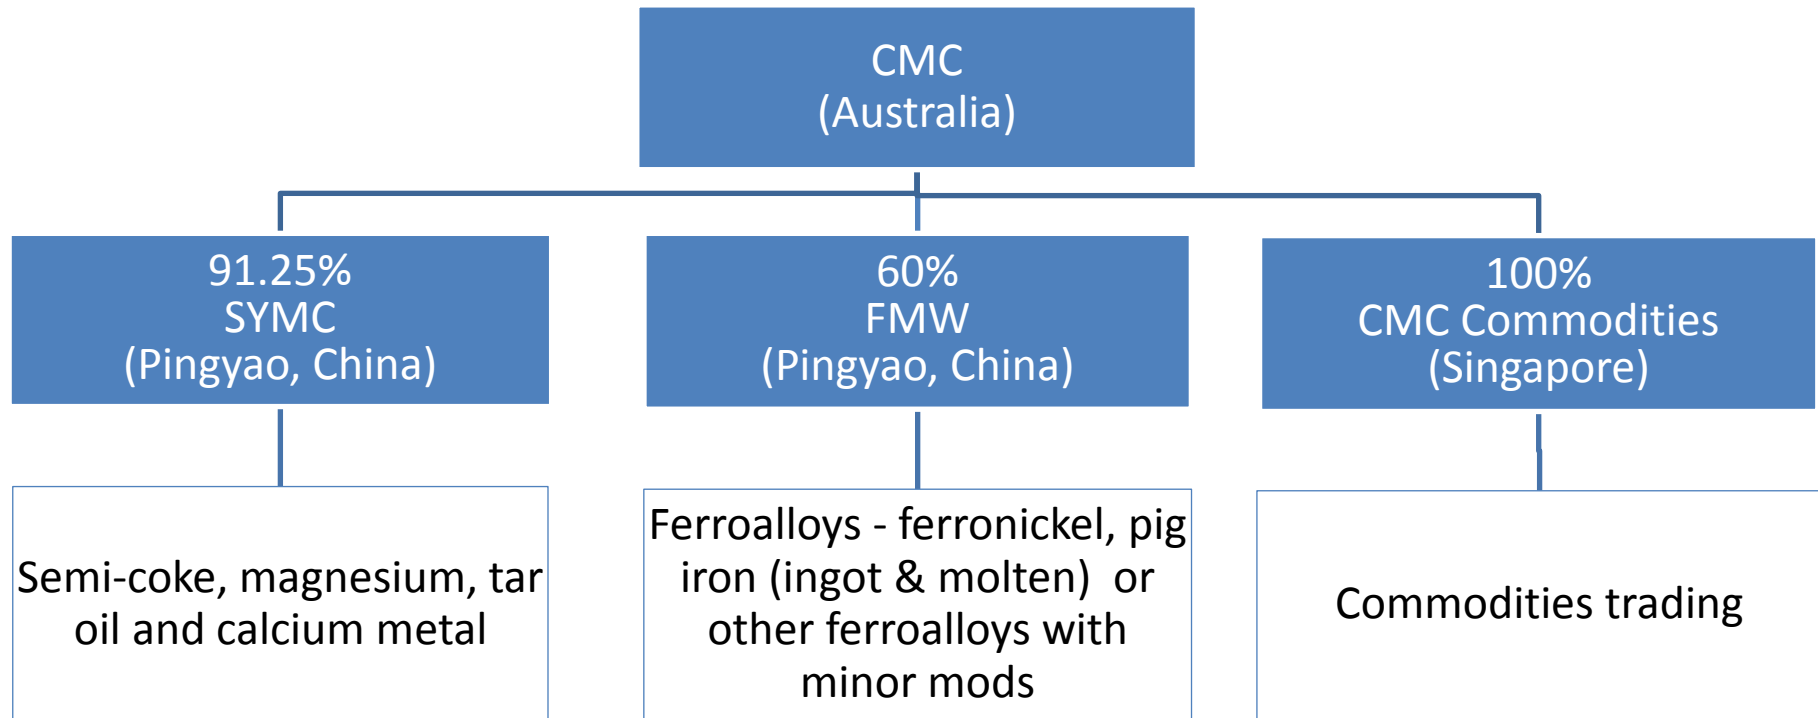 CMC
(Australia)
91.25%
SYMC
(Pingyao, China)
60%
FMW
(Pingyao, China)
100%
CMC Commodities
(Singapore)
Semi-coke, magnesium, tar
oil and calcium metal
Ferroalloys - ferronickel, pig
iron (ingot & molten)  or
other ferroalloys with
minor mods
Commodities trading